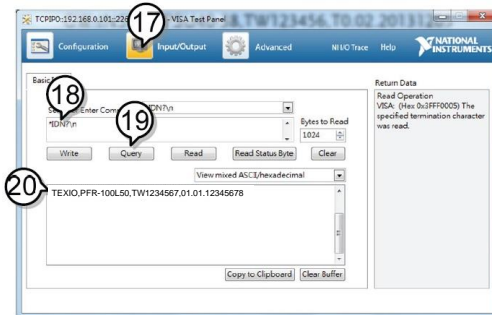 TCPIP0::192.168.0.101::226 - VISA Test Panel
17
Configuration Input/Output Advanced NI I/O Trace Help NATIONAL INSTRUMENTS
Basic
18
Enter Com *IDN?\n
19
*IDN?\n
Bytes to Read
1024
Write Query Read Read Status Byte Clear
View mixed ASCII/hexadecimal
20
TEXIO,PFR-100L50,TW1234567,01.01.12345678
Copy to Clipboard Clear Buffer
Return Data
Read Operation
VISA: (Hex 0x3FFF0005) The
specified termination character
was read.